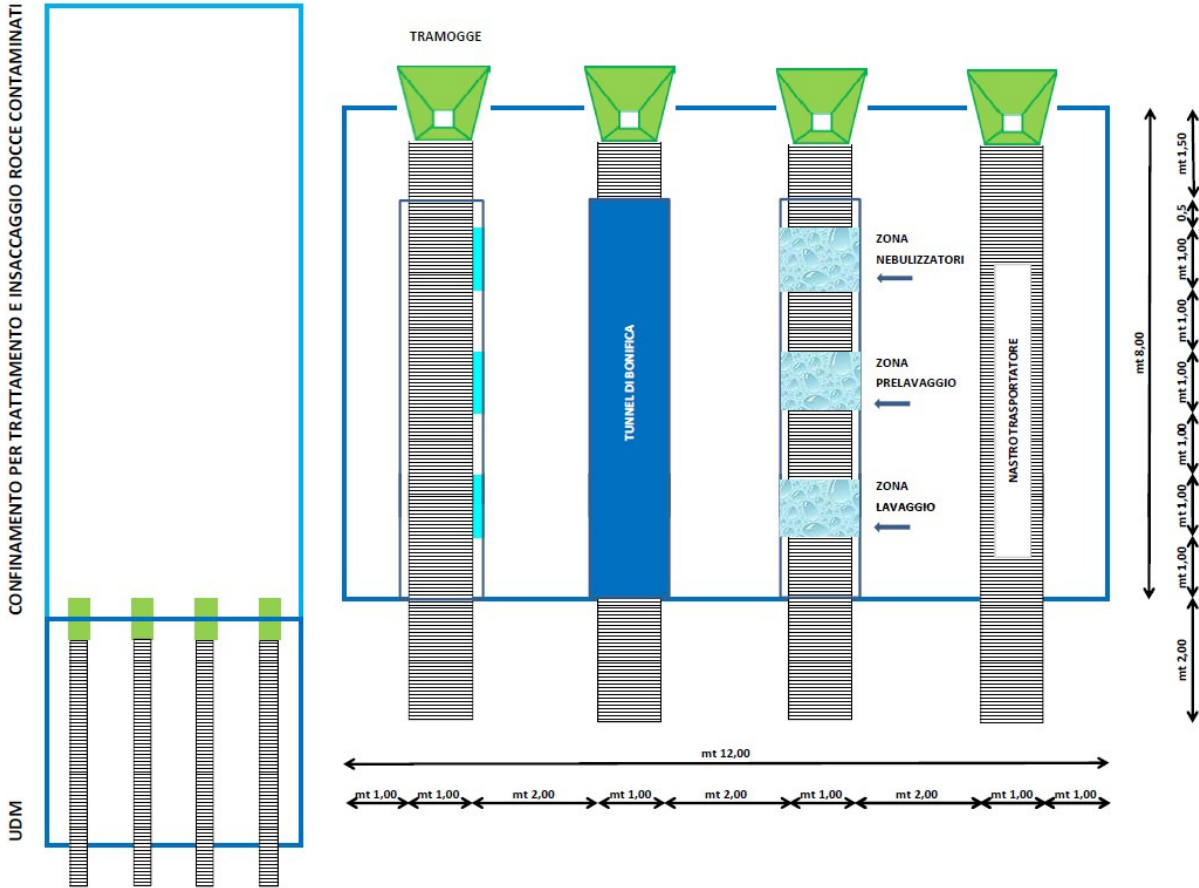 CONFINAMENTO PER TRATTAMENTO E INSACCAGGIO ROCCE CONTAMINATI
UDM
TRAMOGGE
TUNNEL DI BONIFICA
ZONA
NEBULIZZATORI
ZONA
PRELAVAGGIO
ZONA
LAVAGGIO
NASTRO TRASPORTATORE
mt 8,00
mt 1,50
0,5
mt 1,00
mt 1,00
mt 1,00
mt 1,00
mt 1,00
mt 1,00
mt 2,00
mt 12,00
mt 1,00
mt 1,00
mt 2,00
mt 1,00
mt 2,00
mt 1,00
mt 2,00
mt 1,00
mt 1,00